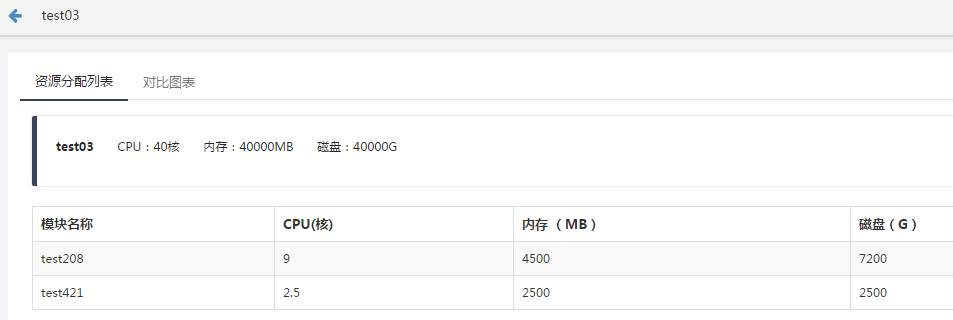 test03
资源分配列表 对比图表
test03 CPU：40核 内存：40000MB 磁盘：40000G
模块名称 CPU(核) 内存 （ MB ） 磁盘 ( G )
test208 9 4500 7200
test421 2.5 2500 2500